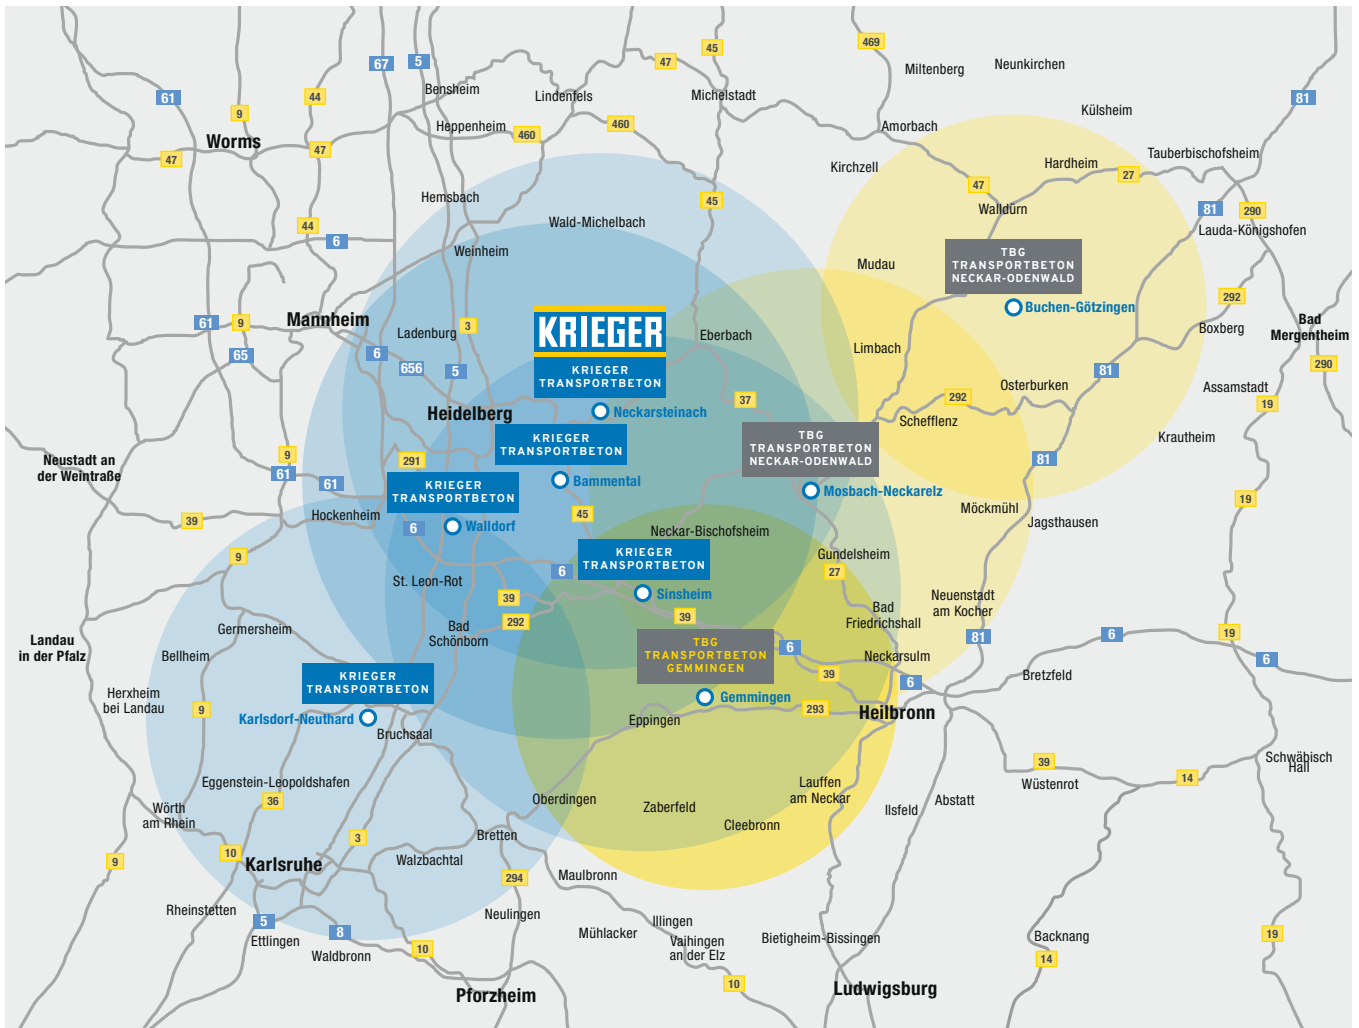 469
45
Neunkirchen
67
5
47
Miltenberg
Bensheim
61
44
Lindenfels
Michelstadt
81
9
Külsheim
Heppenheim
460
460
Amorbach
Worms
47
47
Tauberbischofsheim
Kirchzell
Hardheim
27
47
Hemsbach
45
Walldürn
81
290
44
Wald-Michelbach
Lauda-Königshofen
6
Weinheim
TBG
TRANSPORTBETON
NECKAR-ODENWALD
Mudau
Buchen-Götzingen
292
Mannheim
61
9
Ladenburg
3
KRIEGER
KRIEGER
TRANSPORTBETON
Eberbach
Boxberg
Bad
Mergentheim
65
6
656
5
Limbach
81
290
Osterburken
Assamstadt
Heidelberg
Neckarsteinach
37
292
19
Schefflenz
KRIEGER
TRANSPORTBETON
TBG
TRANSPORTBETON
NECKAR-ODENWALD
Krautheim
Neustadt an
der Weintraße
9
61
291
81
61
KRIEGER
TRANSPORTBETON
Bammental
Mosbach-Neckarelz
19
Hockenheim
39
6
Walldorf
45
Neckar-Bischofsheim
Möckmühl
Jagsthausen
9
KRIEGER
TRANSPORTBETON
Gundelsheim
St. Leon-Rot
6
27
39
Sinsheim
Neuenstadt
am Kocher
Germersheim
292
Bad
Schönborn
39
Bad
Friedrichshall
Landau
in der Pfalz
81
6
19
Bellheim
TBG
TRANSPORTBETON
GEMMINGEN
6
Neckarsulm
6
KRIEGER
TRANSPORTBETON
39
6
Bretzfeld
Herxheim
bei Landau
9
Karlsdorf-Neuthard
Gemmingen
293
Heilbronn
Bruchsaal
Eppingen
Schwäbisch
Hall
39
14
Wüstenrot
Eggenstein-Leopoldshafen
36
Oberdingen
Zaberfeld
Lauffen
am Neckar
Ilsfeld
Abstatt
Wörth
am Rhein
Cleebronn
3
Bretten
9
10
Karlsruhe
Walzbachtal
294
Maulbronn
Rheinstetten
5
Neulingen
Illingen
Ettlingen
8
Mühlacker
Vaihingen
an der Elz
Bietigheim-Bissingen
Backnang
19
Waldbronn
10
14
10
Pforzheim
Ludwigsburg